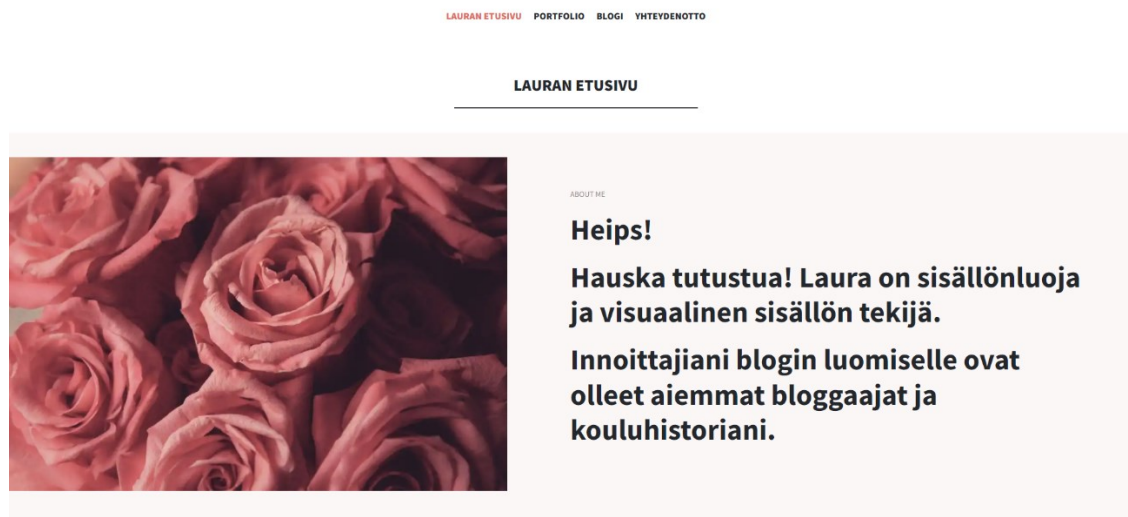 LAURAN ETUSIVU PORTFOLIO BLOGI YHTEYDENOTTO
LAURAN ETUSIVU
ABOUT ME
Heips!
Hauska tutustua! Laura on sisällönluoja
ja visuaalinen sisällön tekijä.
Innoittajiani blogin luomiselle ovat
olleet aiemmat bloggaajat ja
kouluhistoriani.